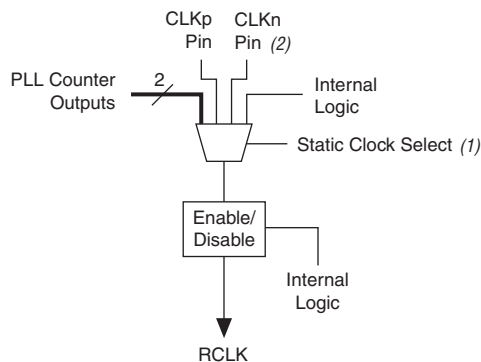 CLKp
Pin
CLKn
Pin (2)
PLL Counter
Outputs
2
Internal
Logic
Static Clock Select (1)
Enable/
Disable
Internal
Logic
RCLK